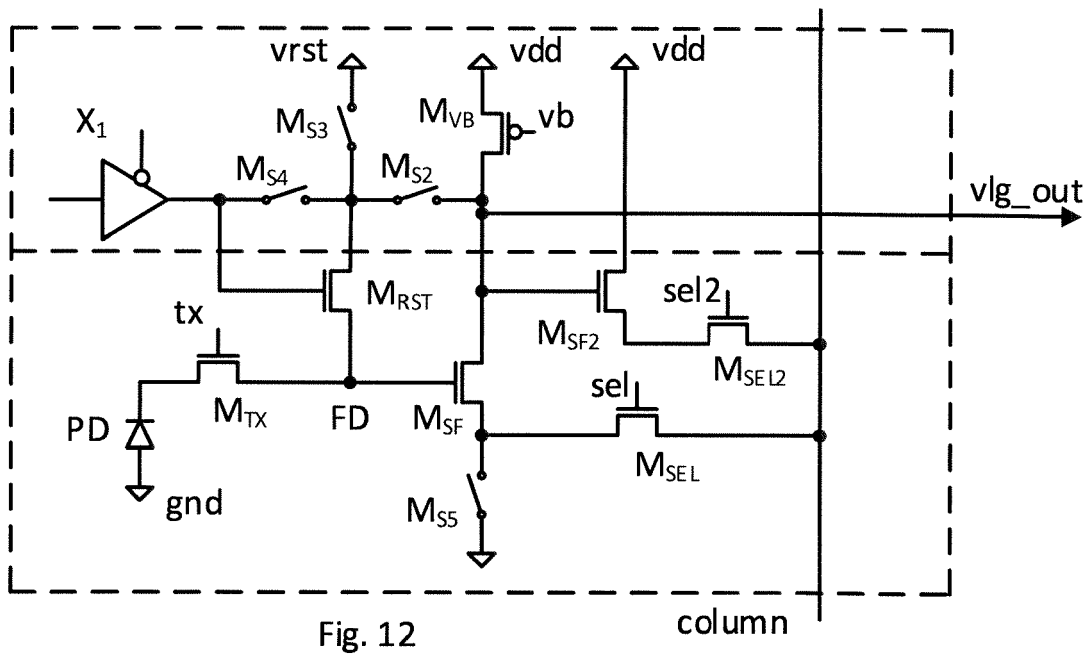 vrst vdd vdd
X1 MS3 MVB vb
MS4 MS2 vlg_out
MRST sel2
tx MSF2 MSEL2
sel
PD MTX FD MSF MSEL
gnd MS5
Fig. 12 column